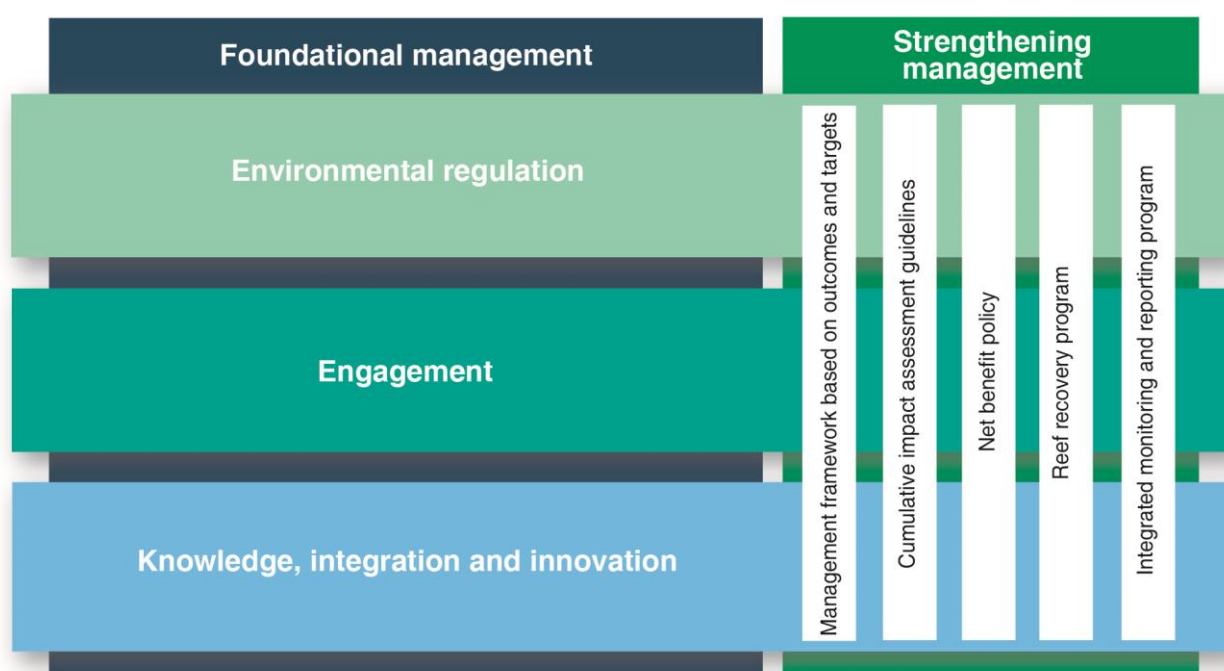 Foundational management
Strengthening
management
Environmental regulation
Engagement
Knowledge, integration and innovation
Management framework based on outcomes and targets
Cumulative impact assessment guidelines
Net benefit policy
Reef recovery program
Integrated monitoring and reporting program